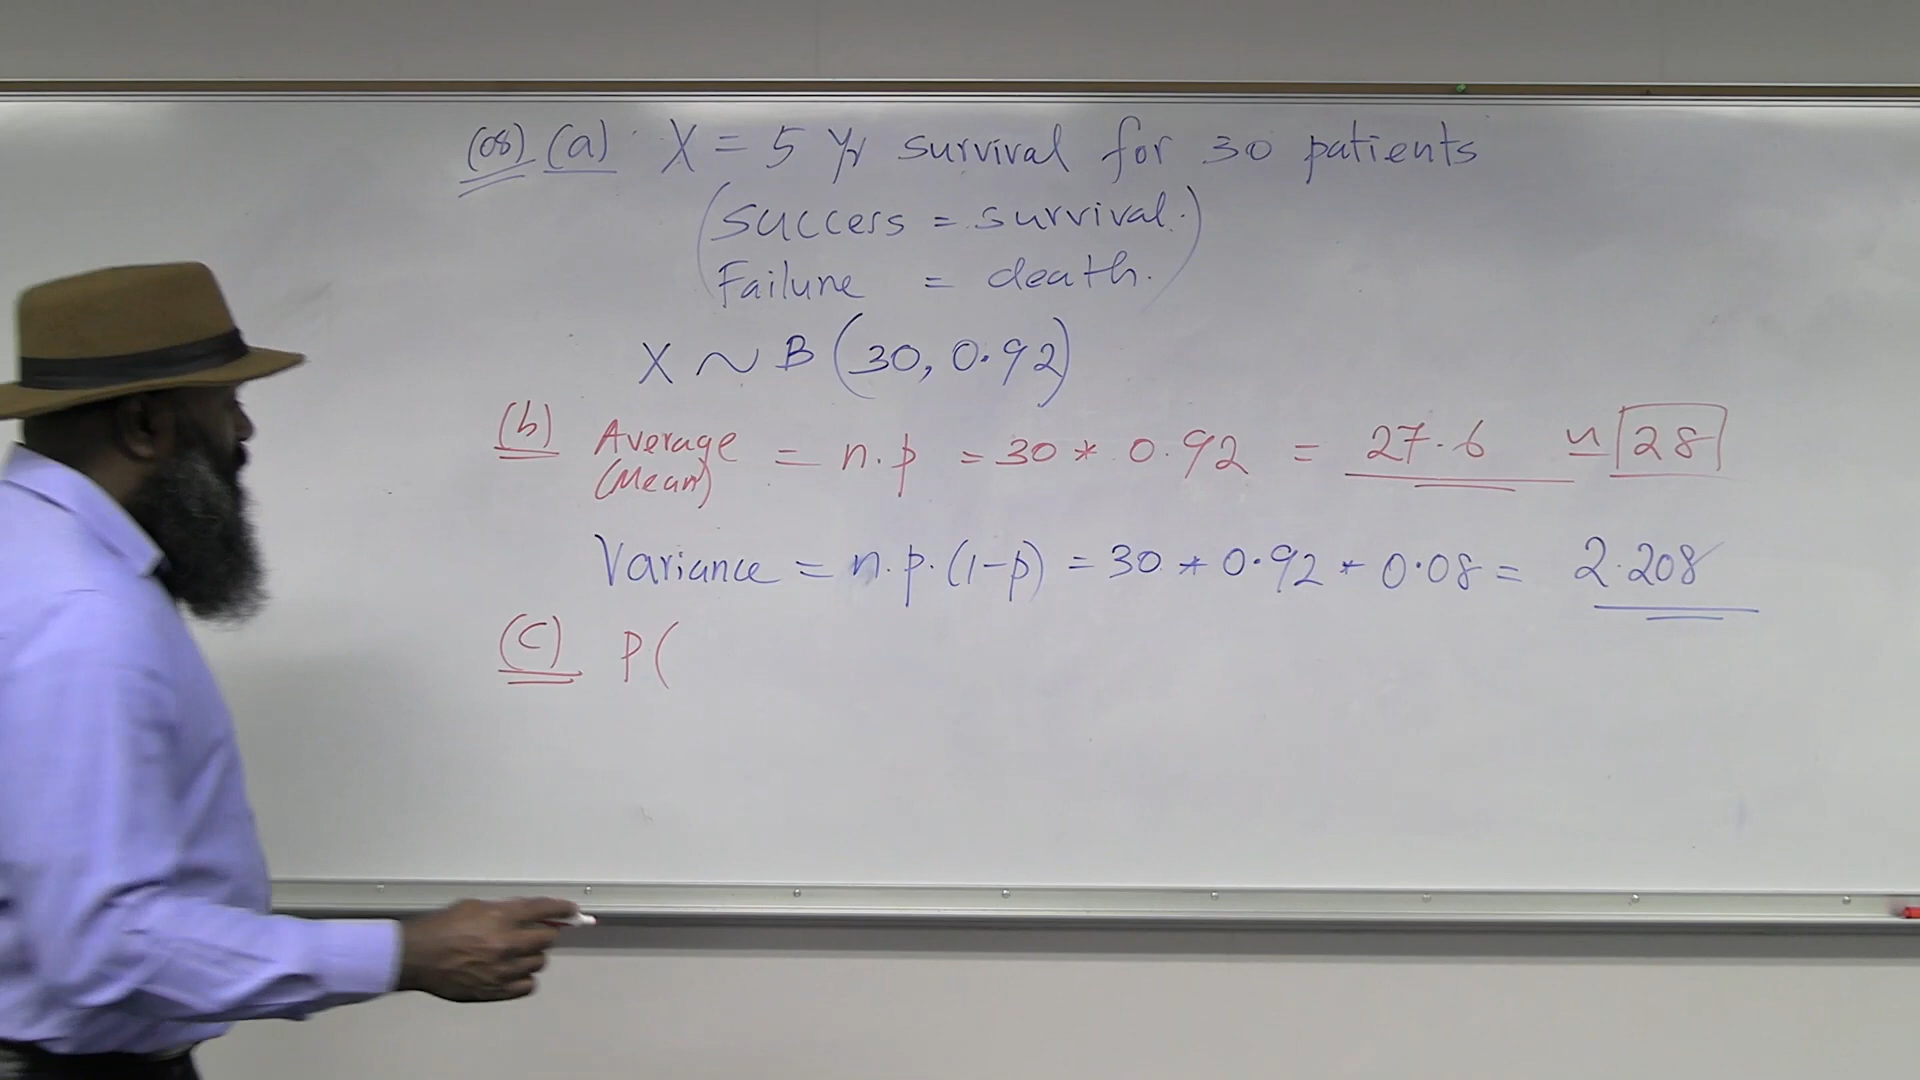 (08) (a) X = 5 Yr survival for 30 patients
(Success = survival.
Failure = death.)
X ~ B (30, 0.92)
(b) Average = n.p = 30 * 0.92 = 27.6 ≃ 28
(Mean)
Variance = n.p.(1-p) = 30 * 0.92 * 0.08 = 2.208
(C) P(